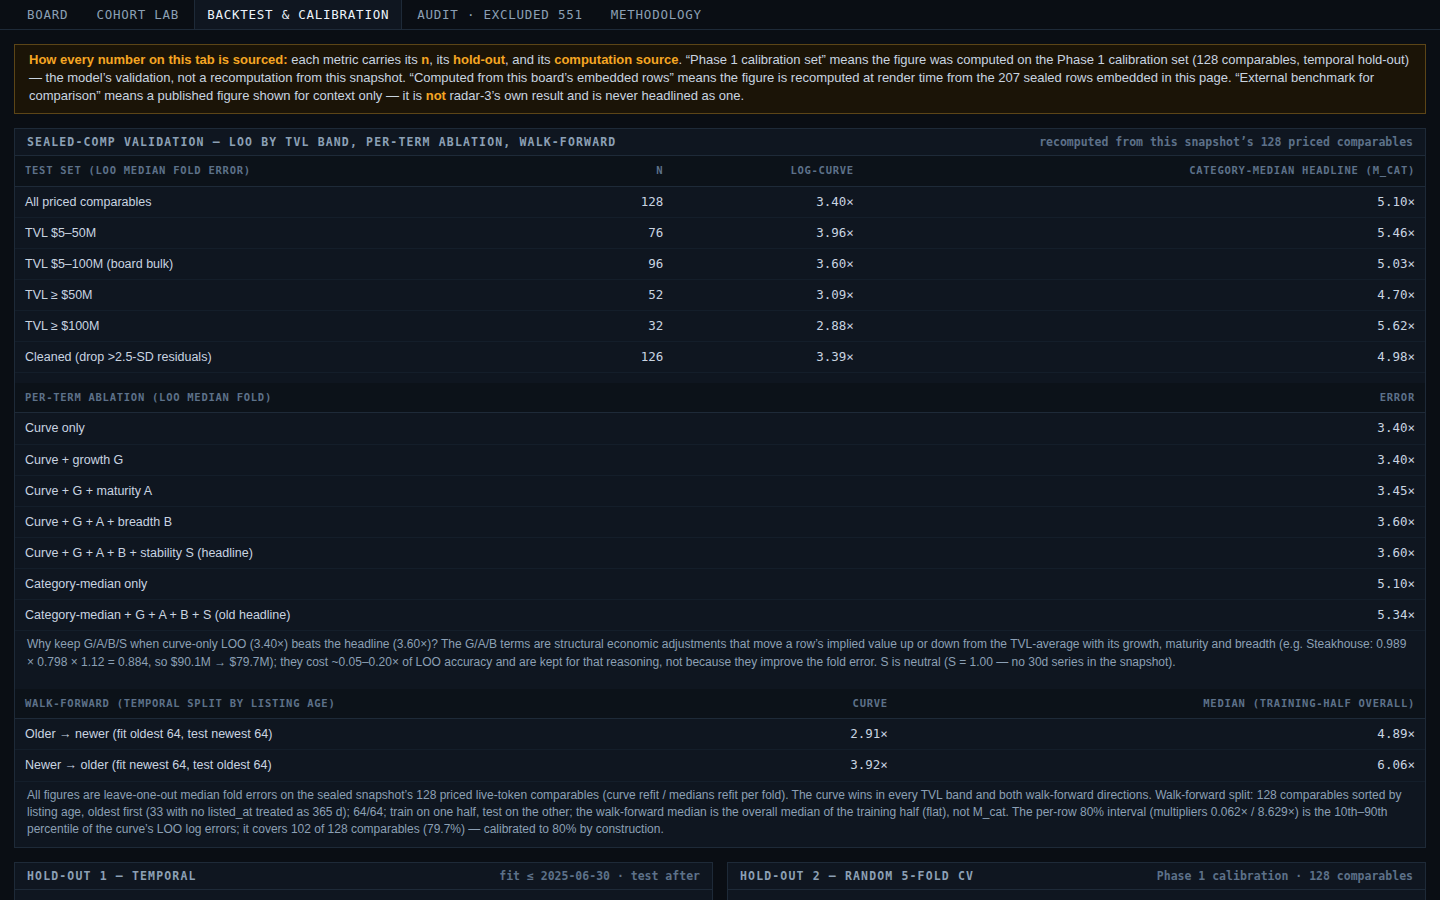 BOARD COHORT LAB BACKTEST & CALIBRATION AUDIT · EXCLUDED 551 METHODOLOGY
How every number on this tab is sourced: each metric carries its n, its hold-out, and its computation source. “Phase 1 calibration set” means the figure was computed on the Phase 1 calibration set (128 comparables, temporal hold-out)
— the model’s validation, not a recomputation from this snapshot. “Computed from this board’s embedded rows” means the figure is recomputed at render time from the 207 sealed rows embedded in this page. “External benchmark for
comparison” means a published figure shown for context only — it is not radar-3’s own result and is never headlined as one.
SEALED-COMP VALIDATION — LOO BY TVL BAND, PER-TERM ABLATION, WALK-FORWARD recomputed from this snapshot’s 128 priced comparables
TEST SET (LOO MEDIAN FOLD ERROR) N LOG-CURVE CATEGORY-MEDIAN HEADLINE (M_CAT)
All priced comparables 128 3.40× 5.10×
TVL $5–50M 76 3.96× 5.46×
TVL $5–100M (board bulk) 96 3.60× 5.03×
TVL ≥ $50M 52 3.09× 4.70×
TVL ≥ $100M 32 2.88× 5.62×
Cleaned (drop >2.5-SD residuals) 126 3.39× 4.98×
PER-TERM ABLATION (LOO MEDIAN FOLD) ERROR
Curve only 3.40×
Curve + growth G 3.40×
Curve + G + maturity A 3.45×
Curve + G + A + breadth B 3.60×
Curve + G + A + B + stability S (headline) 3.60×
Category-median only 5.10×
Category-median + G + A + B + S (old headline) 5.34×
Why keep G/A/B/S when curve-only LOO (3.40×) beats the headline (3.60×)? The G/A/B terms are structural economic adjustments that move a row’s implied value up or down from the TVL-average with its growth, maturity and breadth (e.g. Steakhouse: 0.989
× 0.798 × 1.12 = 0.884, so $90.1M → $79.7M); they cost ~0.05–0.20× of LOO accuracy and are kept for that reasoning, not because they improve the fold error. S is neutral (S = 1.00 — no 30d series in the snapshot).
WALK-FORWARD (TEMPORAL SPLIT BY LISTING AGE) CURVE MEDIAN (TRAINING-HALF OVERALL)
Older → newer (fit oldest 64, test newest 64) 2.91× 4.89×
Newer → older (fit newest 64, test oldest 64) 3.92× 6.06×
All figures are leave-one-out median fold errors on the sealed snapshot’s 128 priced live-token comparables (curve refit / medians refit per fold). The curve wins in every TVL band and both walk-forward directions. Walk-forward split: 128 comparables sorted by
listing age, oldest first (33 with no listed_at treated as 365 d); 64/64; train on one half, test on the other; the walk-forward median is the overall median of the training half (flat), not M_cat. The per-row 80% interval (multipliers 0.062× / 8.629×) is the 10th–90th
percentile of the curve’s LOO log errors; it covers 102 of 128 comparables (79.7%) — calibrated to 80% by construction.
HOLD-OUT 1 — TEMPORAL fit ≤ 2025-06-30 · test after
HOLD-OUT 2 — RANDOM 5-FOLD CV Phase 1 calibration · 128 comparables